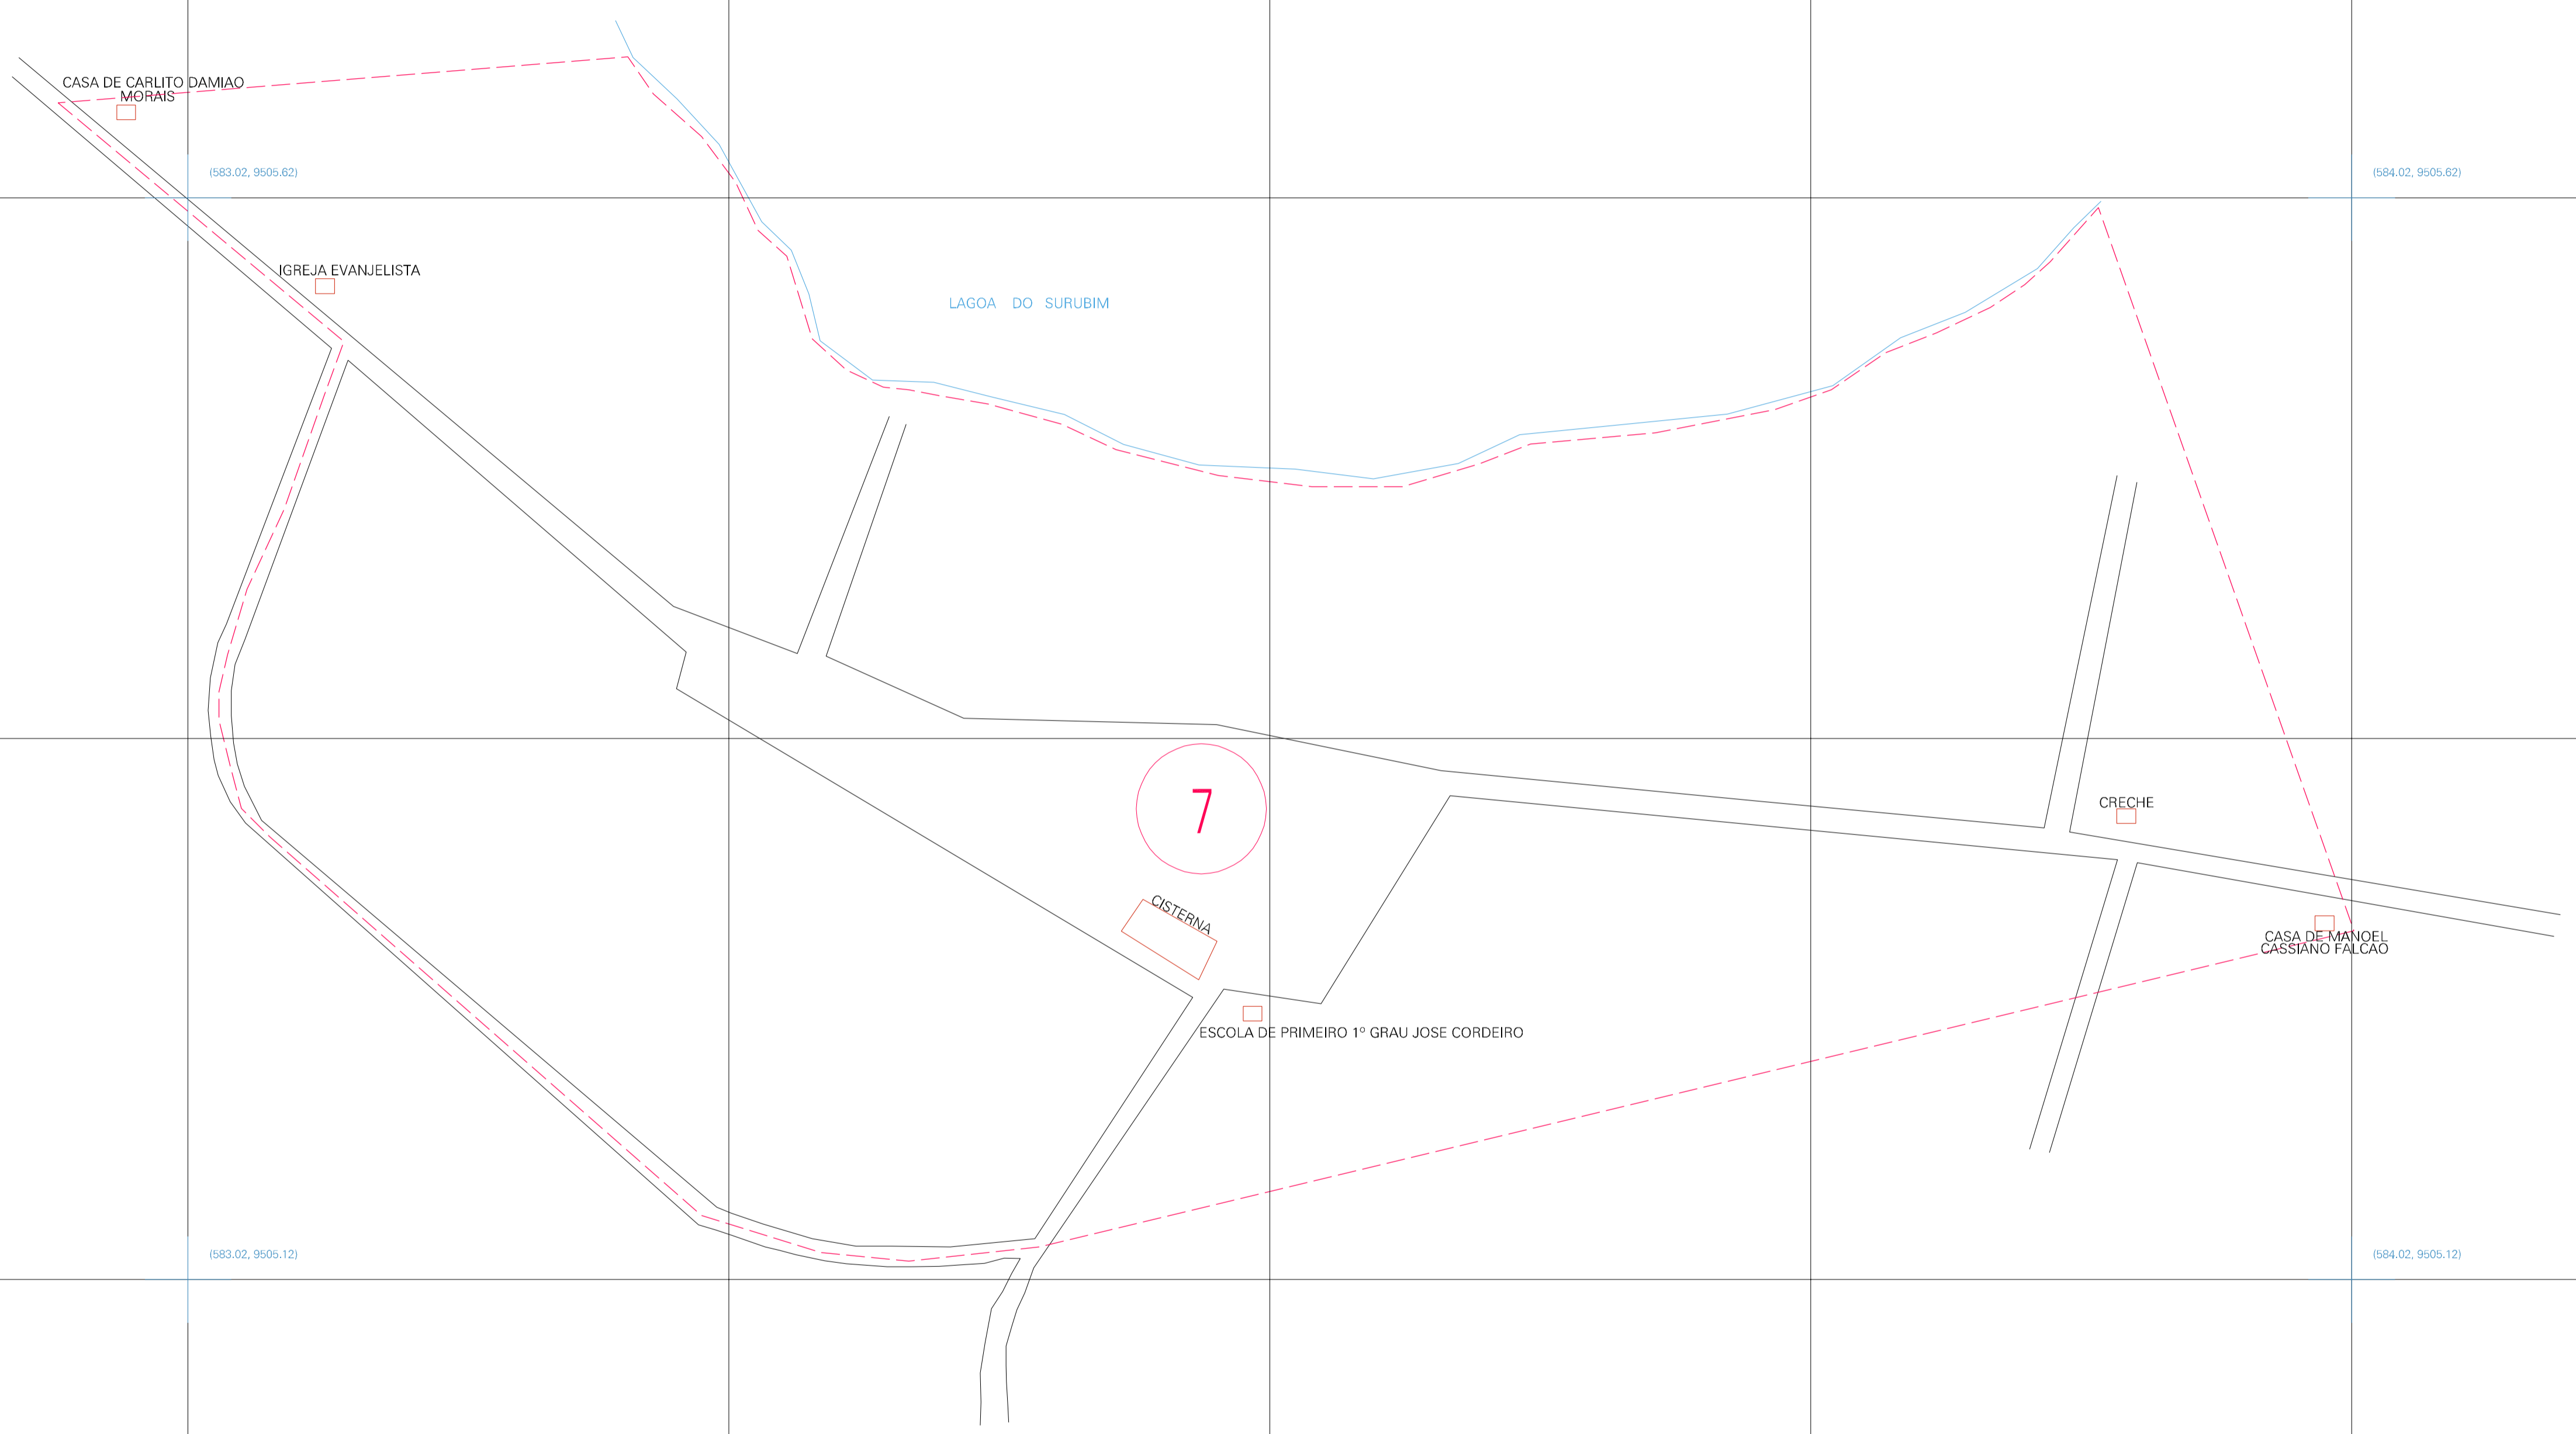 CASA DE CARLITO DAMIAO
MORAIS
(583.02, 9505.62)
(584.02, 9505.62)
IGREJA EVANJELISTA
LAGOA DO SURUBIM
7
CRECHE
CISTERNA
CASA DE MANOEL
CASSIANO FALCAO
ESCOLA DE PRIMEIRO 1º GRAU JOSE CORDEIRO
(583.02, 9505.12)
(584.02, 9505.12)